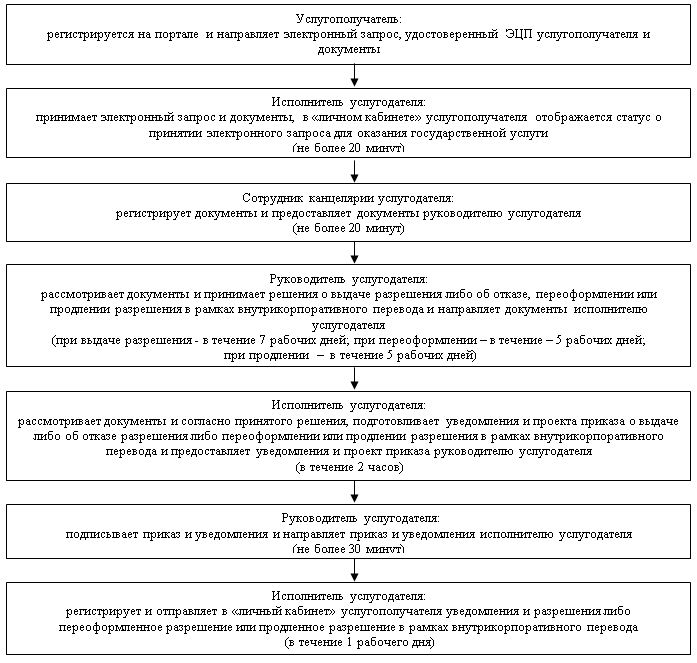 Услугополучатель:
регистрируется на портале и направляет электронный запрос, удостоверенный ЭЦП услугополучателя и
документы
Исполнитель услугодателя:
принимает электронный запрос и документы, в «личном кабинете» услугополучателя отображается статус о
принятии электронного запроса для оказания государственной услуги
(не более 20 минут)
Сотрудник канцелярии услугодателя:
регистрирует документы и предоставляет документы руководителю услугодателя
(не более 20 минут)
Руководитель услугодателя:
рассмотривает документы и принимает решения о выдаче разрешения либо об отказе, переоформлении или
продлении разрешения в рамках внутрикорпоративного перевода и направляет документы исполнителю
услугодателя
(при выдаче разрешения - в течение 7 рабочих дней; при переоформлении – в течение – 5 рабочих дней;
при продлении – в течение 5 рабочих дней)
Исполнитель услугодателя:
рассмотривает документы и согласно принятого решения, подготовливает уведомления и проекта приказа о выдаче
либо об отказе разрешения либо переоформлении или продлении разрешения в рамках внутрикорпоративного
перевода и предоставляет уведомления и проект приказа руководителю услугодателя
(в течение 2 часов)
Руководитель услугодателя:
подписывает приказ и уведомления и направляет приказ и уведомления исполнителю услугодателя
(не более 30 минут)
Исполнитель услугодателя:
регистрирует и отправляет в «личный кабинет» услугополучателя уведомления и разрешения либо
переоформленное разрешение или продленное разрешение в рамках внутрикорпоративного перевода
(в течение 1 рабочего дня)